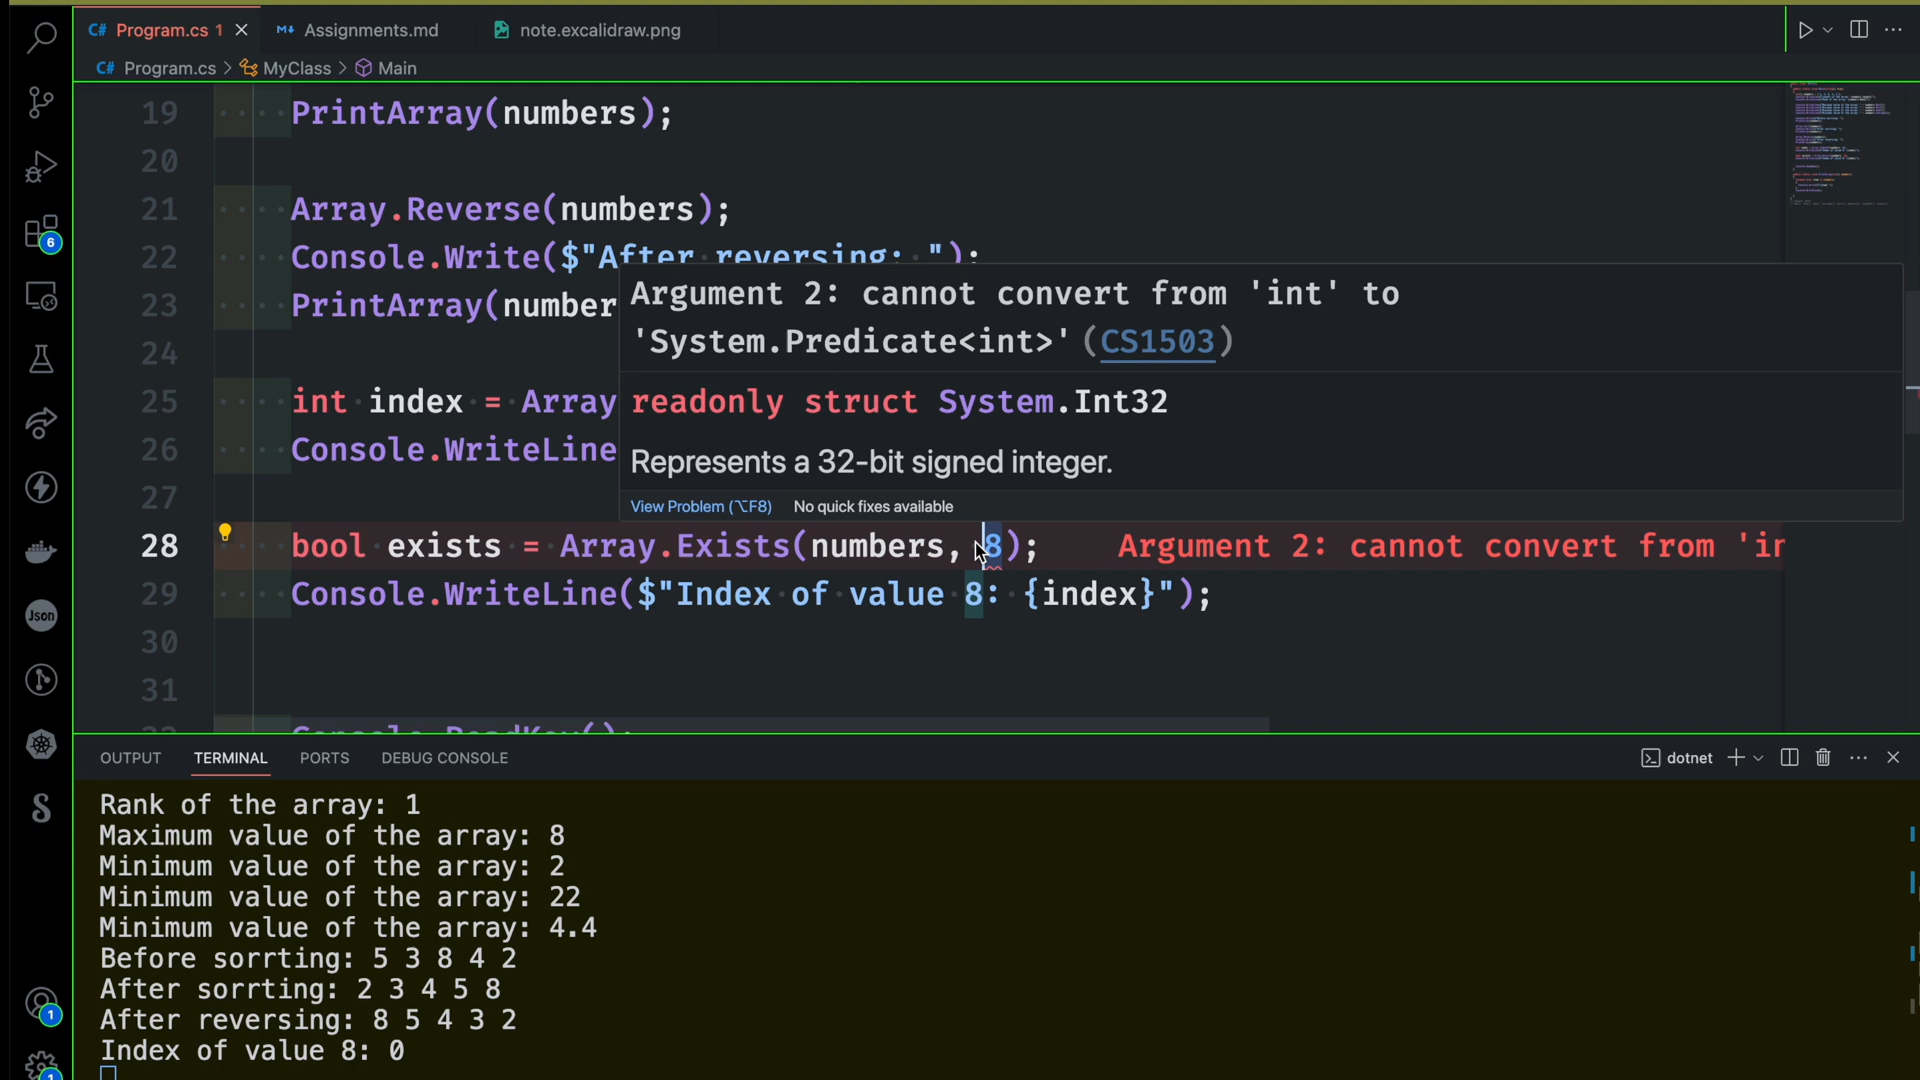 C# Program.cs 1 Assignments.md note.excalidraw.png
C# Program.cs > MyClass > Main
19 PrintArray(numbers);
20
21 Array.Reverse(numbers);
22 Console.Write($"After reversing: ");
23 PrintArray(number
24
25 int index = Array
26 Console.WriteLine
27
28 bool exists = Array.Exists(numbers, 8); Argument 2: cannot convert from 'in
29 Console.WriteLine($"Index of value 8: {index}");
30
31
Console.ReadKey();
Argument 2: cannot convert from 'int' to
'System.Predicate<int>' (CS1503)
readonly struct System.Int32
Represents a 32-bit signed integer.
View Problem (⌥F8) No quick fixes available
6
Json
1
1
OUTPUT TERMINAL PORTS DEBUG CONSOLE dotnet
Rank of the array: 1
Maximum value of the array: 8
Minimum value of the array: 2
Minimum value of the array: 22
Minimum value of the array: 4.4
Before sorrting: 5 3 8 4 2
After sorrting: 2 3 4 5 8
After reversing: 8 5 4 3 2
Index of value 8: 0